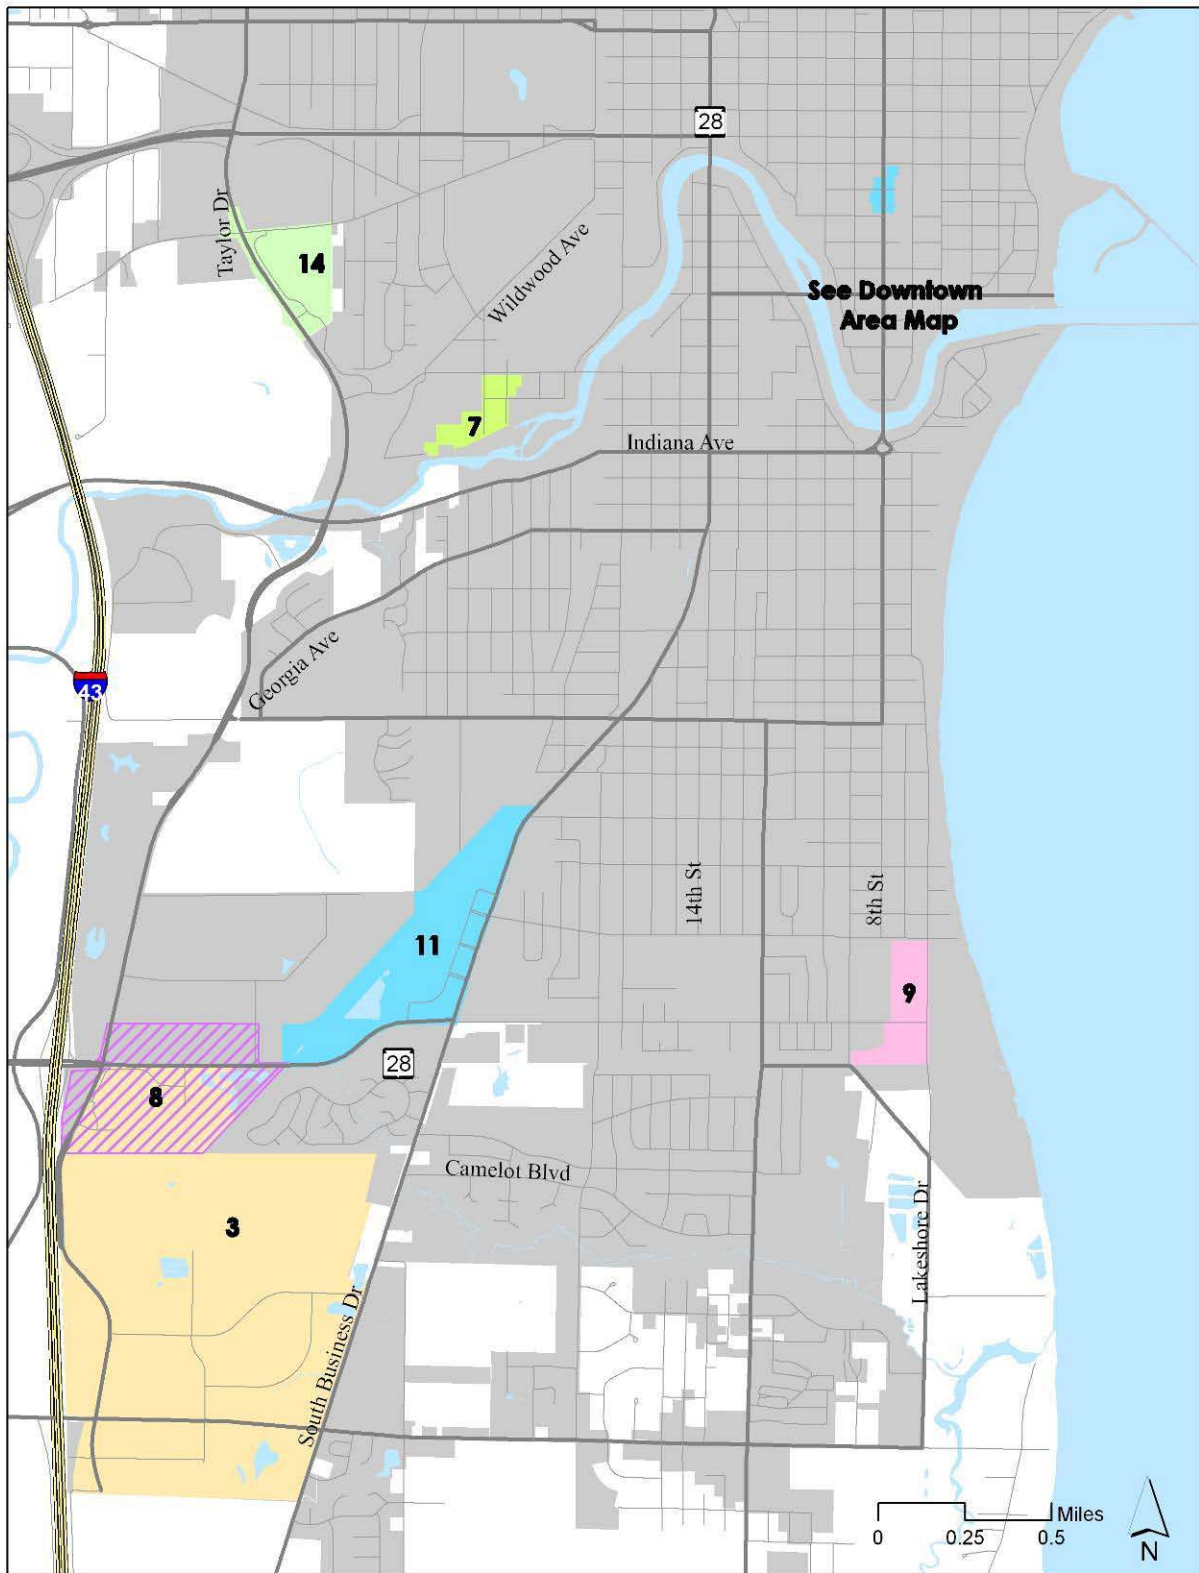 28
Taylor Dr
14
Wildwood Ave
See Downtown
Area Map
7
Indiana Ave
Georgia Ave
43
14th St
8th St
11
9
28
8
Camelot Blvd
3
Lakeshore Dr
South Business Dr
Miles
0 0.25 0.5
N